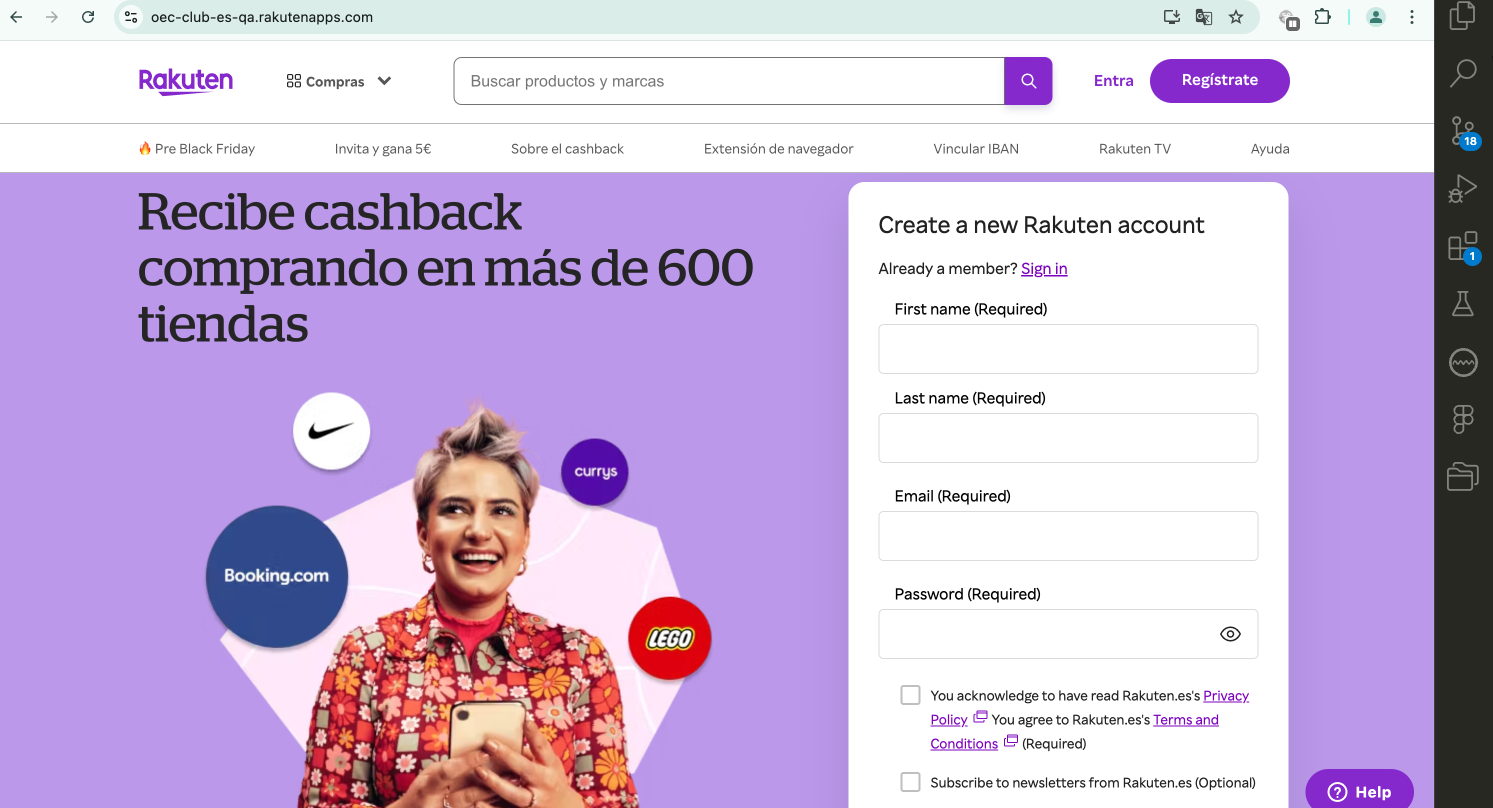 oec-club-es-qa.rakutenapps.com
Rakuten
Compras
Buscar productos y marcas
Entra
Regístrate
🔥 Pre Black Friday
Invita y gana 5€
Sobre el cashback
Extensión de navegador
Vincular IBAN
Rakuten TV
Ayuda
Recibe cashback
comprando en más de 600
tiendas
currys
Booking.com
LEGO
Create a new Rakuten account
Already a member? Sign in
First name (Required)
Last name (Required)
Email (Required)
Password (Required)
You acknowledge to have read Rakuten.es's Privacy
Policy You agree to Rakuten.es's Terms and
Conditions (Required)
Subscribe to newsletters from Rakuten.es (Optional)
Help
18
1